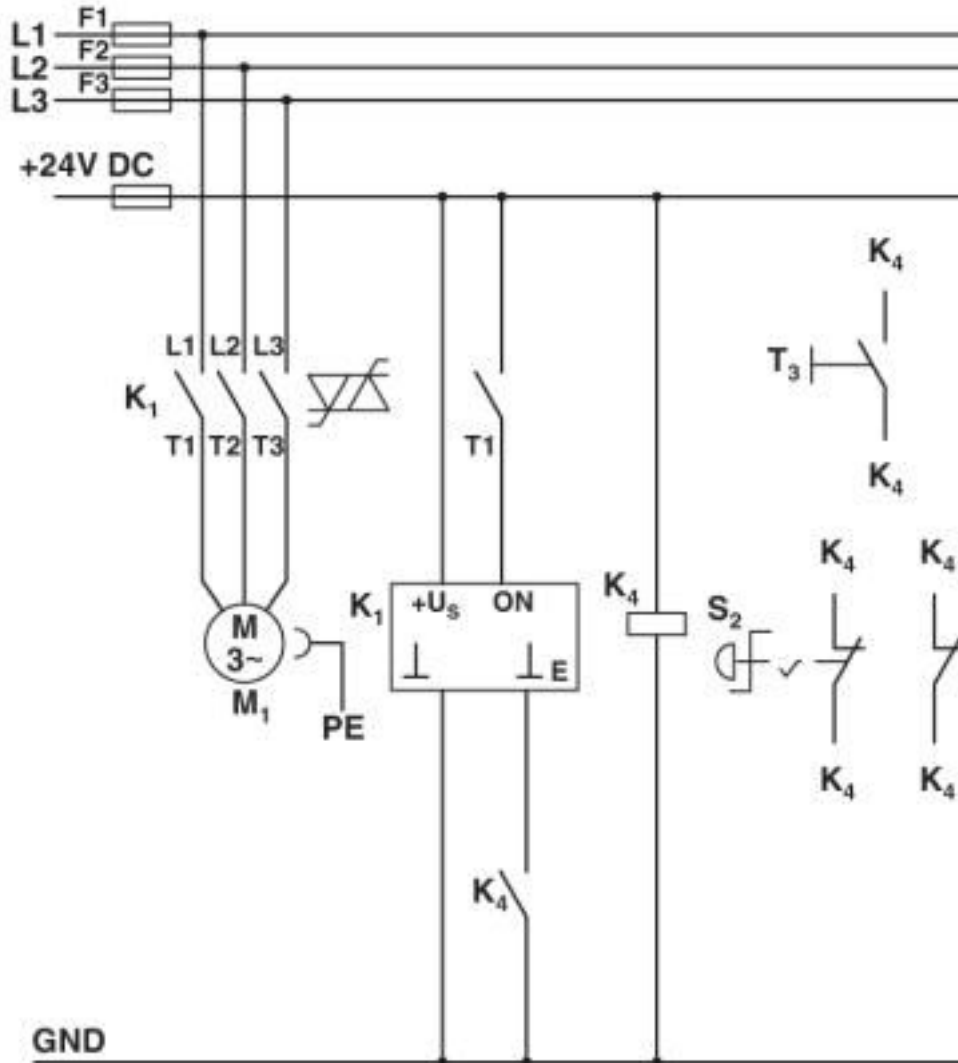 F1
L1
F2
L2
F3
L3
+24V DC
K₄
L1 L2 L3
T₃
K₁
T1 T2 T3
T1
K₄
K₄ K₄
K₁ +Uₛ ON
K₄
S₂
M
3~
E
M₁
PE
K₄ K₄
K₄
GND